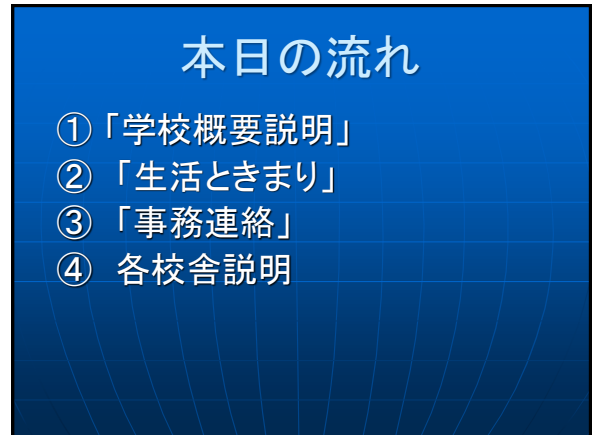 本日の流れ
①「学校概要説明」
② 「生活ときまり」
③ 「事務連絡」
④ 各校舎説明